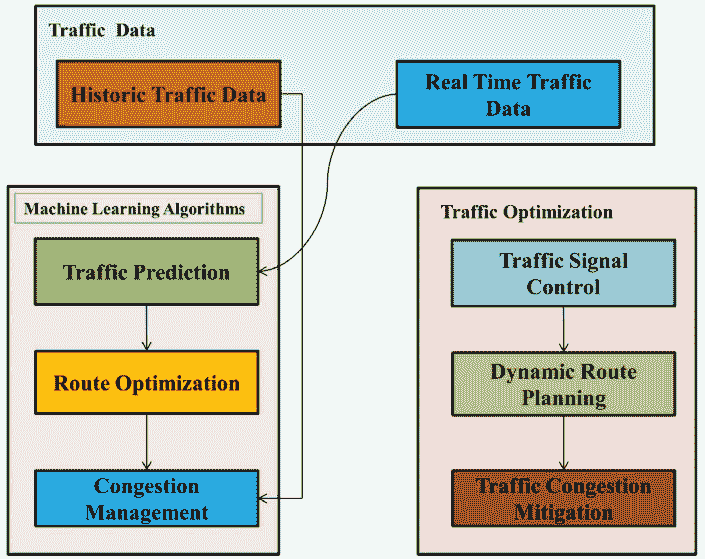 Traffic Data
Historic Traffic Data
Real Time Traffic
Data
Machine Learning Algorithms
Traffic Prediction
Route Optimization
Congestion
Management
Traffic Optimization
Traffic Signal
Control
Dynamic Route
Planning
Traffic Congestion
Mitigation